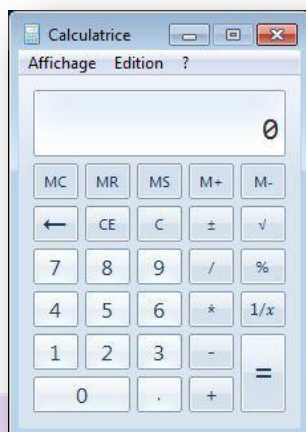 Calculatrice
Affichage Edition ?
0
MC MR MS M+ M-
← CE C ± √
7 8 9 / %
4 5 6 * 1/x
1 2 3 - =
0 . +